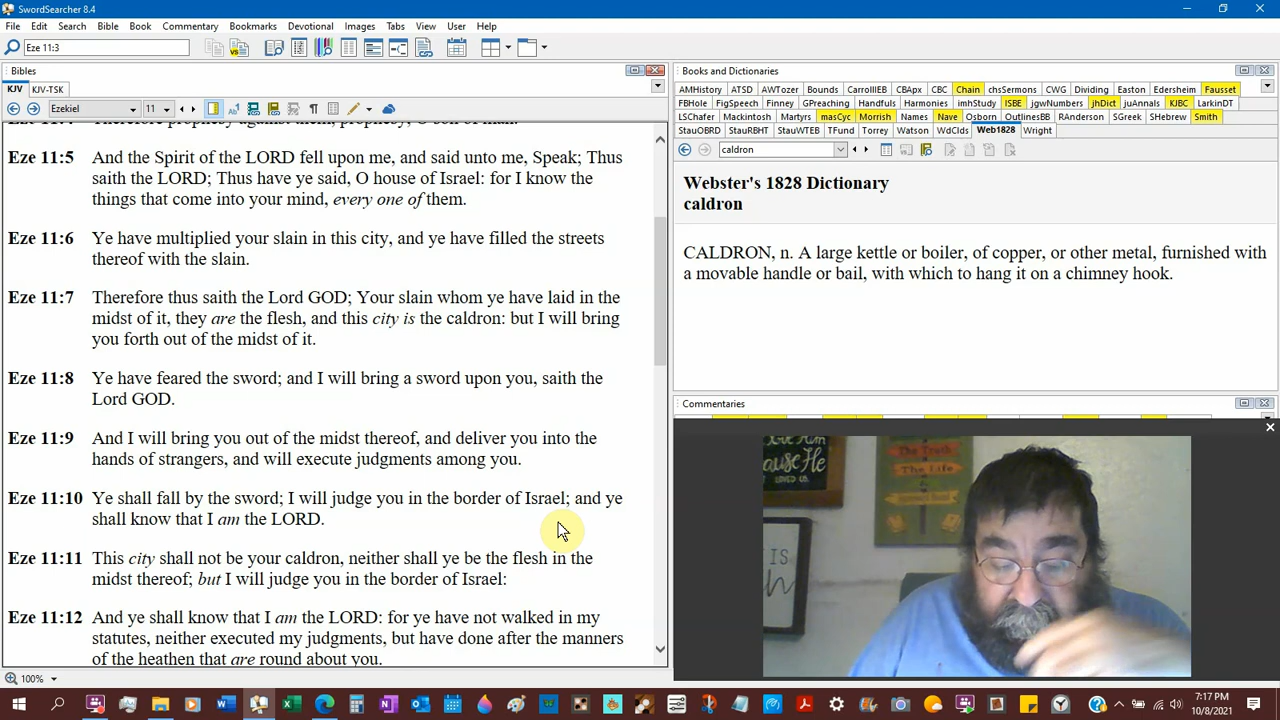 SwordSearcher 8.4
File Edit Search Bible Book Commentary Bookmarks Devotional Images Tabs View User Help
Eze 11:3
Bibles
KJV KJV-TSK
Ezekiel 11
Eze 11:5 And the Spirit of the LORD fell upon me, and said unto me, Speak; Thus
saith the LORD; Thus have ye said, O house of Israel: for I know the
things that come into your mind, every one of them.
Eze 11:6 Ye have multiplied your slain in this city, and ye have filled the streets
thereof with the slain.
Eze 11:7 Therefore thus saith the Lord GOD; Your slain whom ye have laid in the
midst of it, they are the flesh, and this city is the caldron: but I will bring
you forth out of the midst of it.
Eze 11:8 Ye have feared the sword; and I will bring a sword upon you, saith the
Lord GOD.
Eze 11:9 And I will bring you out of the midst thereof, and deliver you into the
hands of strangers, and will execute judgments among you.
Eze 11:10 Ye shall fall by the sword; I will judge you in the border of Israel; and ye
shall know that I am the LORD.
Eze 11:11 This city shall not be your caldron, neither shall ye be the flesh in the
midst thereof; but I will judge you in the border of Israel:
Eze 11:12 And ye shall know that I am the LORD: for ye have not walked in my
statutes, neither executed my judgments, but have done after the manners
of the heathen that are round about you.
100%
Books and Dictionaries
AMHistory ATSD AWTozer Bounds CarrollEIB CBApx CBC Chain chsSermons CWG Dividing Easton Edersheim Fausset
FBHole FigSpeech Finney GPreaching Handfuls Harmonies imhStudy ISBE jgwNumbers jhDict juAnnals KJBC LarkinDT
LSChafer Mackintosh Martyrs masCyc Morrish Names Nave Osborn OutlinesBB RAnderson SGreek SHebrew Smith
StauOBRD StauRBHT StauWTEB TFund Torrey Watson WdClds Web1828 Wright
caldron
Webster's 1828 Dictionary
caldron
CALDRON, n. A large kettle or boiler, of copper, or other metal, furnished with
a movable handle or bail, with which to hang it on a chimney hook.
Commentaries
ause He
LOVED US.
The Truth
The Life
IS
7:17 PM
10/8/2021